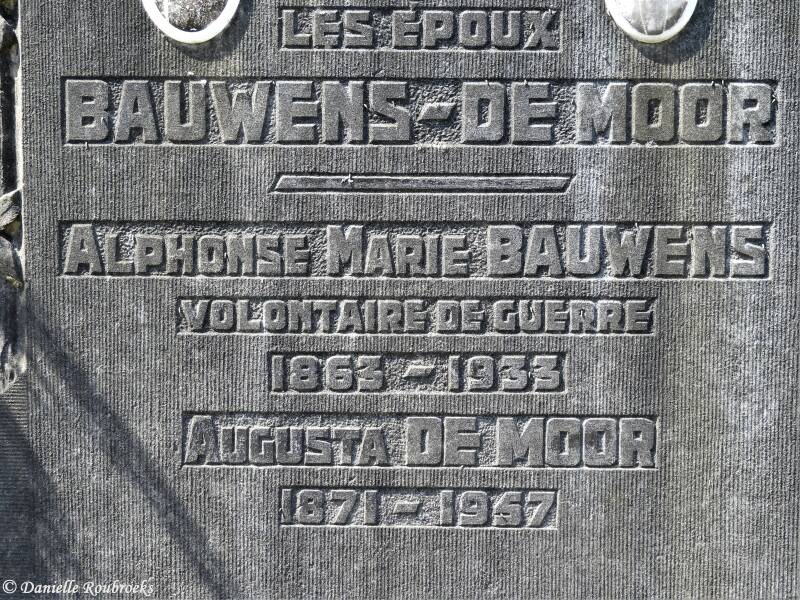 LES ÉPOUX
BAUWENS-DE MOOR
ALPHONSE MARIE BAUWENS
VOLONTAIRE DE GUERRE
1863 - 1933
AUGUSTA DE MOOR
1871 - 1957
© Danielle Roubroeks